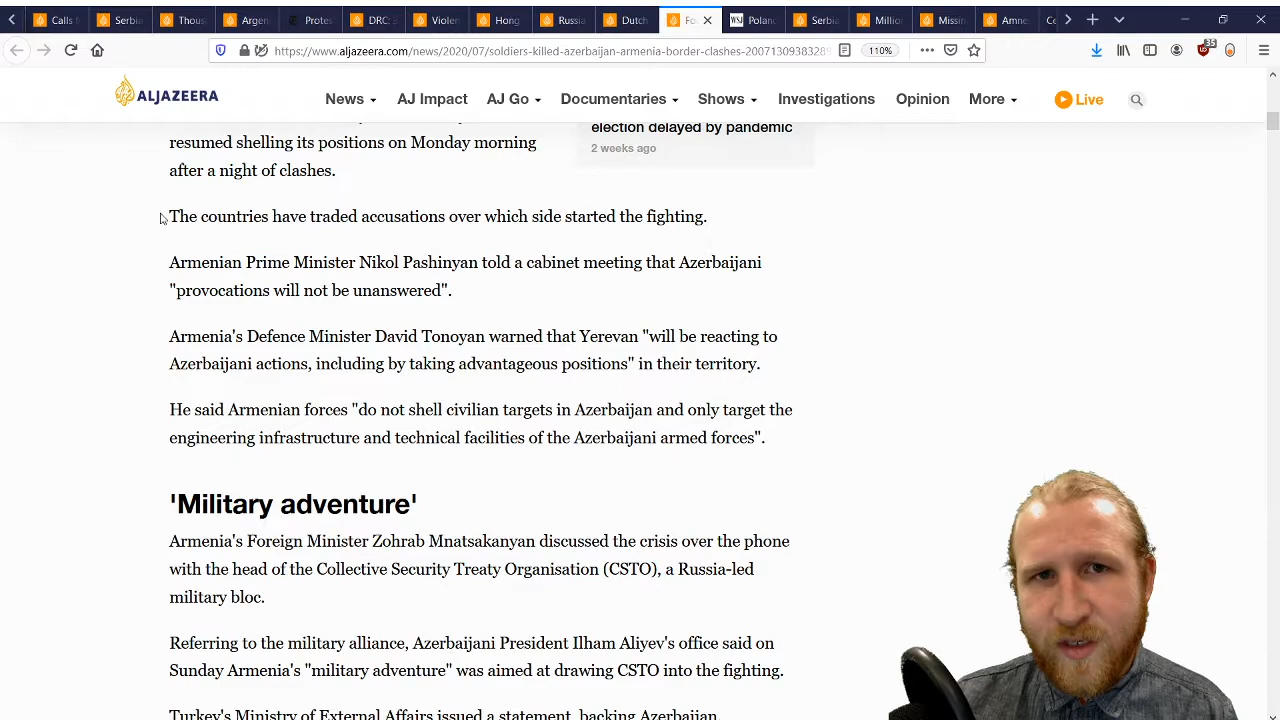 Calls f
Serbia
Thous
Argen
Protes
DRC: 
Violen
Hong
Russia
Dutch
Fo
WSJ
Polanc
Serbia
Million
Missin
Amne
Co
https://www.aljazeera.com/news/2020/07/soldiers-killed-azerbaijan-armenia-border-clashes-20071309383289
110%
35
ALJAZEERA
News
AJ Impact
AJ Go
Documentaries
Shows
Investigations
Opinion
More
Live
election delayed by pandemic
2 weeks ago
resumed shelling its positions on Monday morning
after a night of clashes.
The countries have traded accusations over which side started the fighting.
Armenian Prime Minister Nikol Pashinyan told a cabinet meeting that Azerbaijani
"provocations will not be unanswered".
Armenia's Defence Minister David Tonoyan warned that Yerevan "will be reacting to
Azerbaijani actions, including by taking advantageous positions" in their territory.
He said Armenian forces "do not shell civilian targets in Azerbaijan and only target the
engineering infrastructure and technical facilities of the Azerbaijani armed forces".
'Military adventure'
Armenia's Foreign Minister Zohrab Mnatsakanyan discussed the crisis over the phone
with the head of the Collective Security Treaty Organisation (CSTO), a Russia-led
military bloc.
Referring to the military alliance, Azerbaijani President Ilham Aliyev's office said on
Sunday Armenia's "military adventure" was aimed at drawing CSTO into the fighting.
Turkey's Ministry of External Affairs issued a statement, backing Azerbaijan.